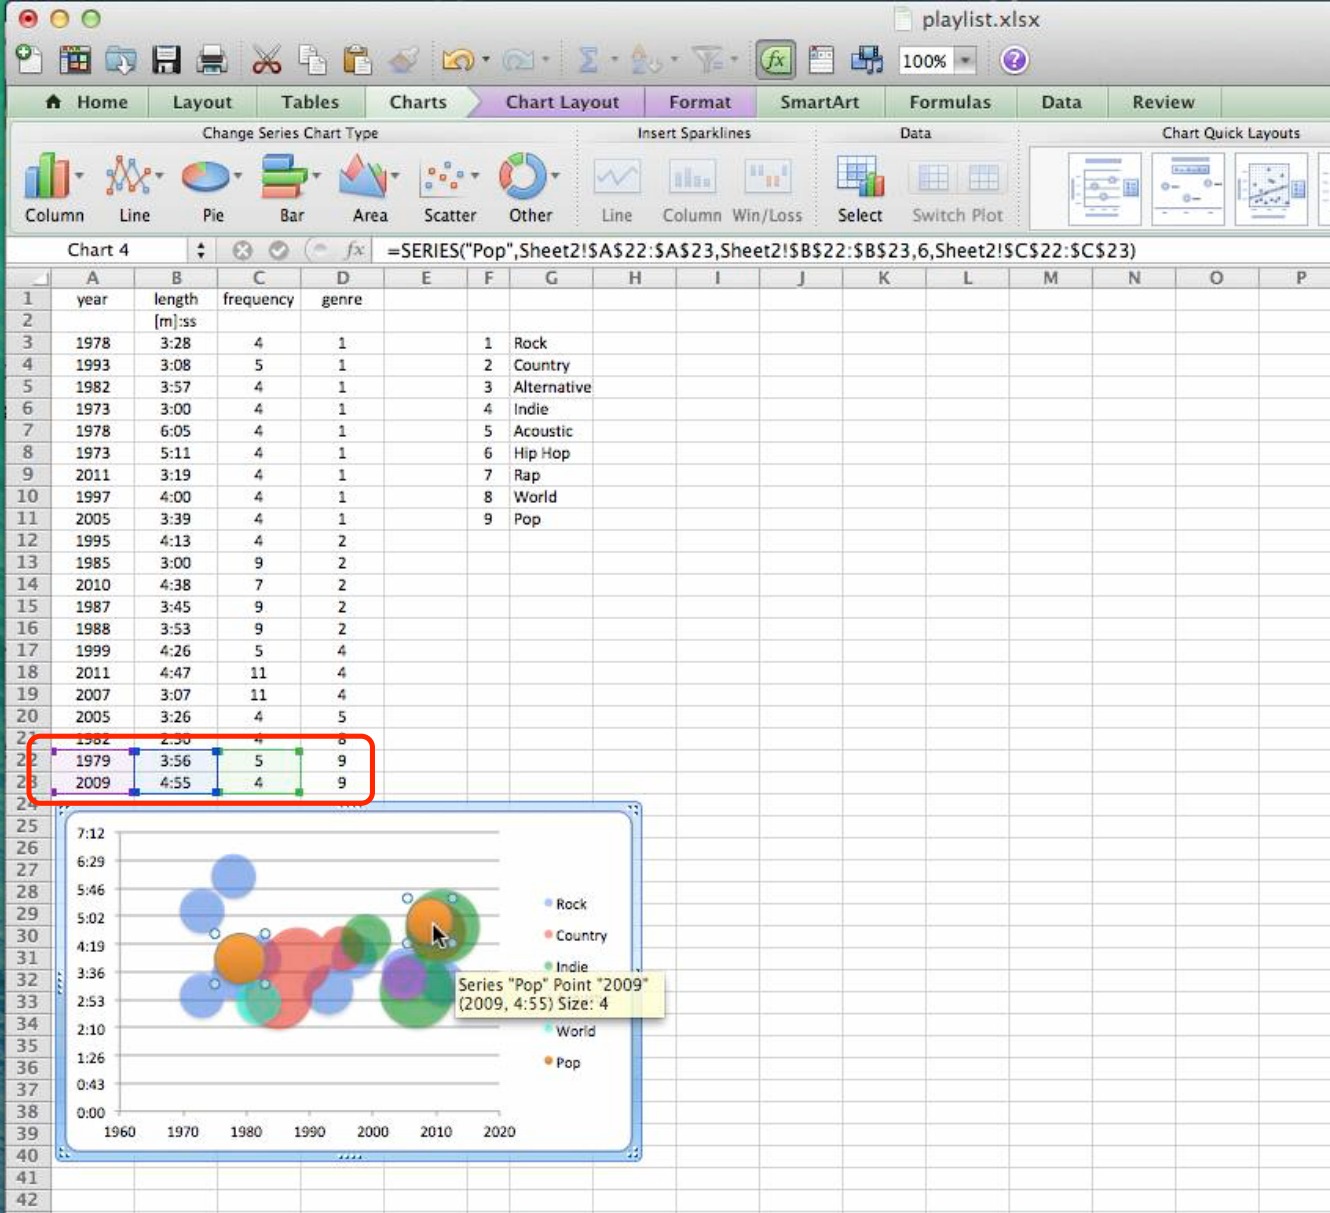 playlist.xlsx
100%
Home Layout Tables Charts Chart Layout Format SmartArt Formulas Data Review
Change Series Chart Type Insert Sparklines Data Chart Quick Layouts
Column Line Pie Bar Area Scatter Other Line Column Win/Loss Select Switch Plot
Chart 4 fx =SERIES("Pop",Sheet2!$A$22:$A$23,Sheet2!$B$22:$B$23,6,Sheet2!$C$22:$C$23)
A B C D E F G H I J K L M N O P
1 year length frequency genre
2 [m]:ss
3 1978 3:28 4 1 1 Rock
4 1993 3:08 5 1 2 Country
5 1982 3:57 4 1 3 Alternative
6 1973 3:00 4 1 4 Indie
7 1978 6:05 4 1 5 Acoustic
8 1973 5:11 4 1 6 Hip Hop
9 2011 3:19 4 1 7 Rap
10 1997 4:00 4 1 8 World
11 2005 3:39 4 1 9 Pop
12 1995 4:13 4 2
13 1985 3:00 9 2
14 2010 4:38 7 2
15 1987 3:45 9 2
16 1988 3:53 9 2
17 1999 4:26 5 4
18 2011 4:47 11 4
19 2007 3:07 11 4
20 2005 3:26 4 5
21 1982 4 8
22 1979 3:56 5 9
23 2009 4:55 4 9
24
25
26
27
28
29
30
31
32
33
34
35
36
37
38
39
40
41
42
7:12
6:29
5:46
5:02
4:19
3:36
2:53
2:10
1:26
0:43
0:00
1960 1970 1980 1990 2000 2010 2020
Rock
Country
Indie
World
Pop
Series "Pop" Point "2009"
(2009, 4:55) Size: 4